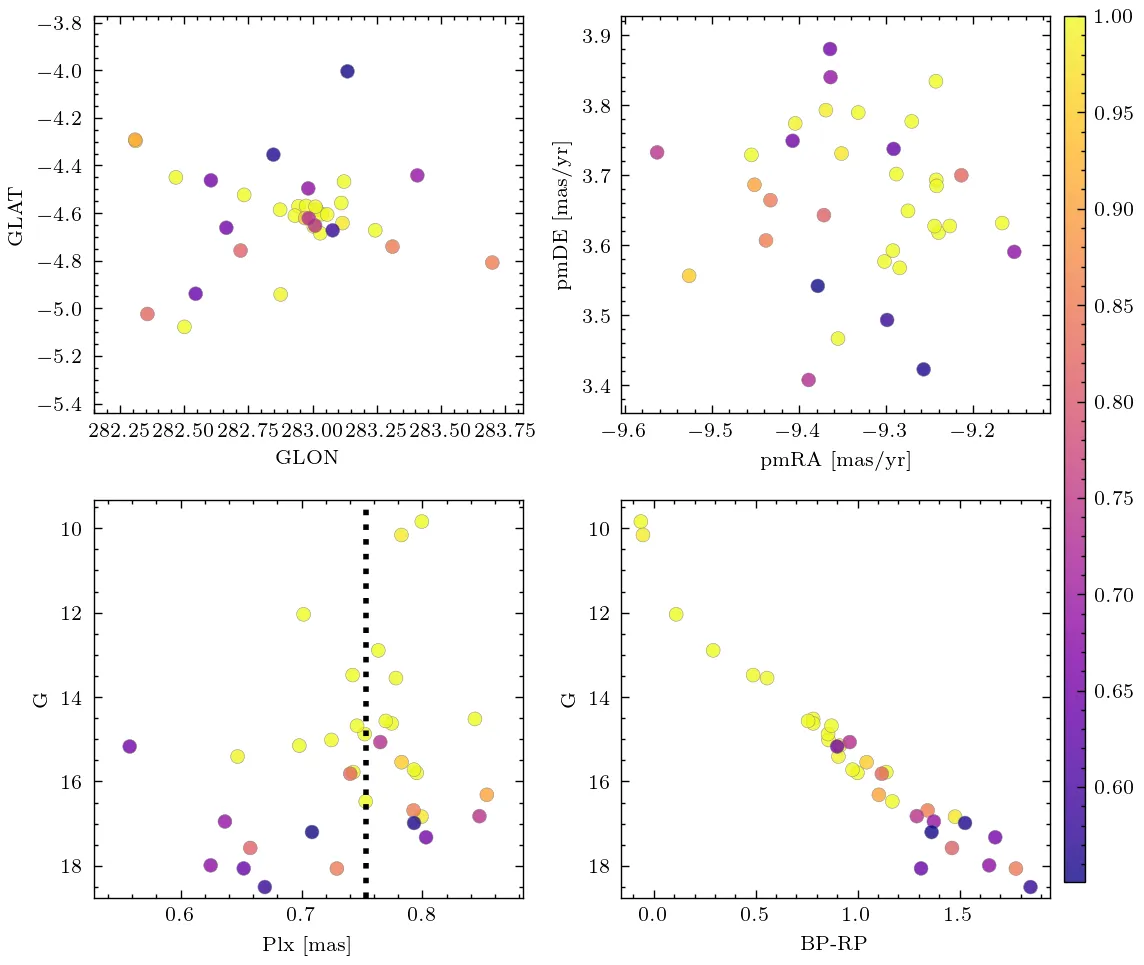 −3.8
−4.0
−4.2
−4.4
−4.6
−4.8
−5.0
−5.2
−5.4
GLAT
282.25 282.50 282.75 283.00 283.25 283.50 283.75
GLON
3.9
3.8
3.7
3.6
3.5
3.4
pmDE [mas/yr]
−9.6 −9.5 −9.4 −9.3 −9.2
pmRA [mas/yr]
1.00
0.95
0.90
0.85
0.80
0.75
0.70
0.65
0.60
10
12
14
16
18
G
0.6 0.7 0.8
Plx [mas]
10
12
14
16
18
G
0.0 0.5 1.0 1.5
BP-RP